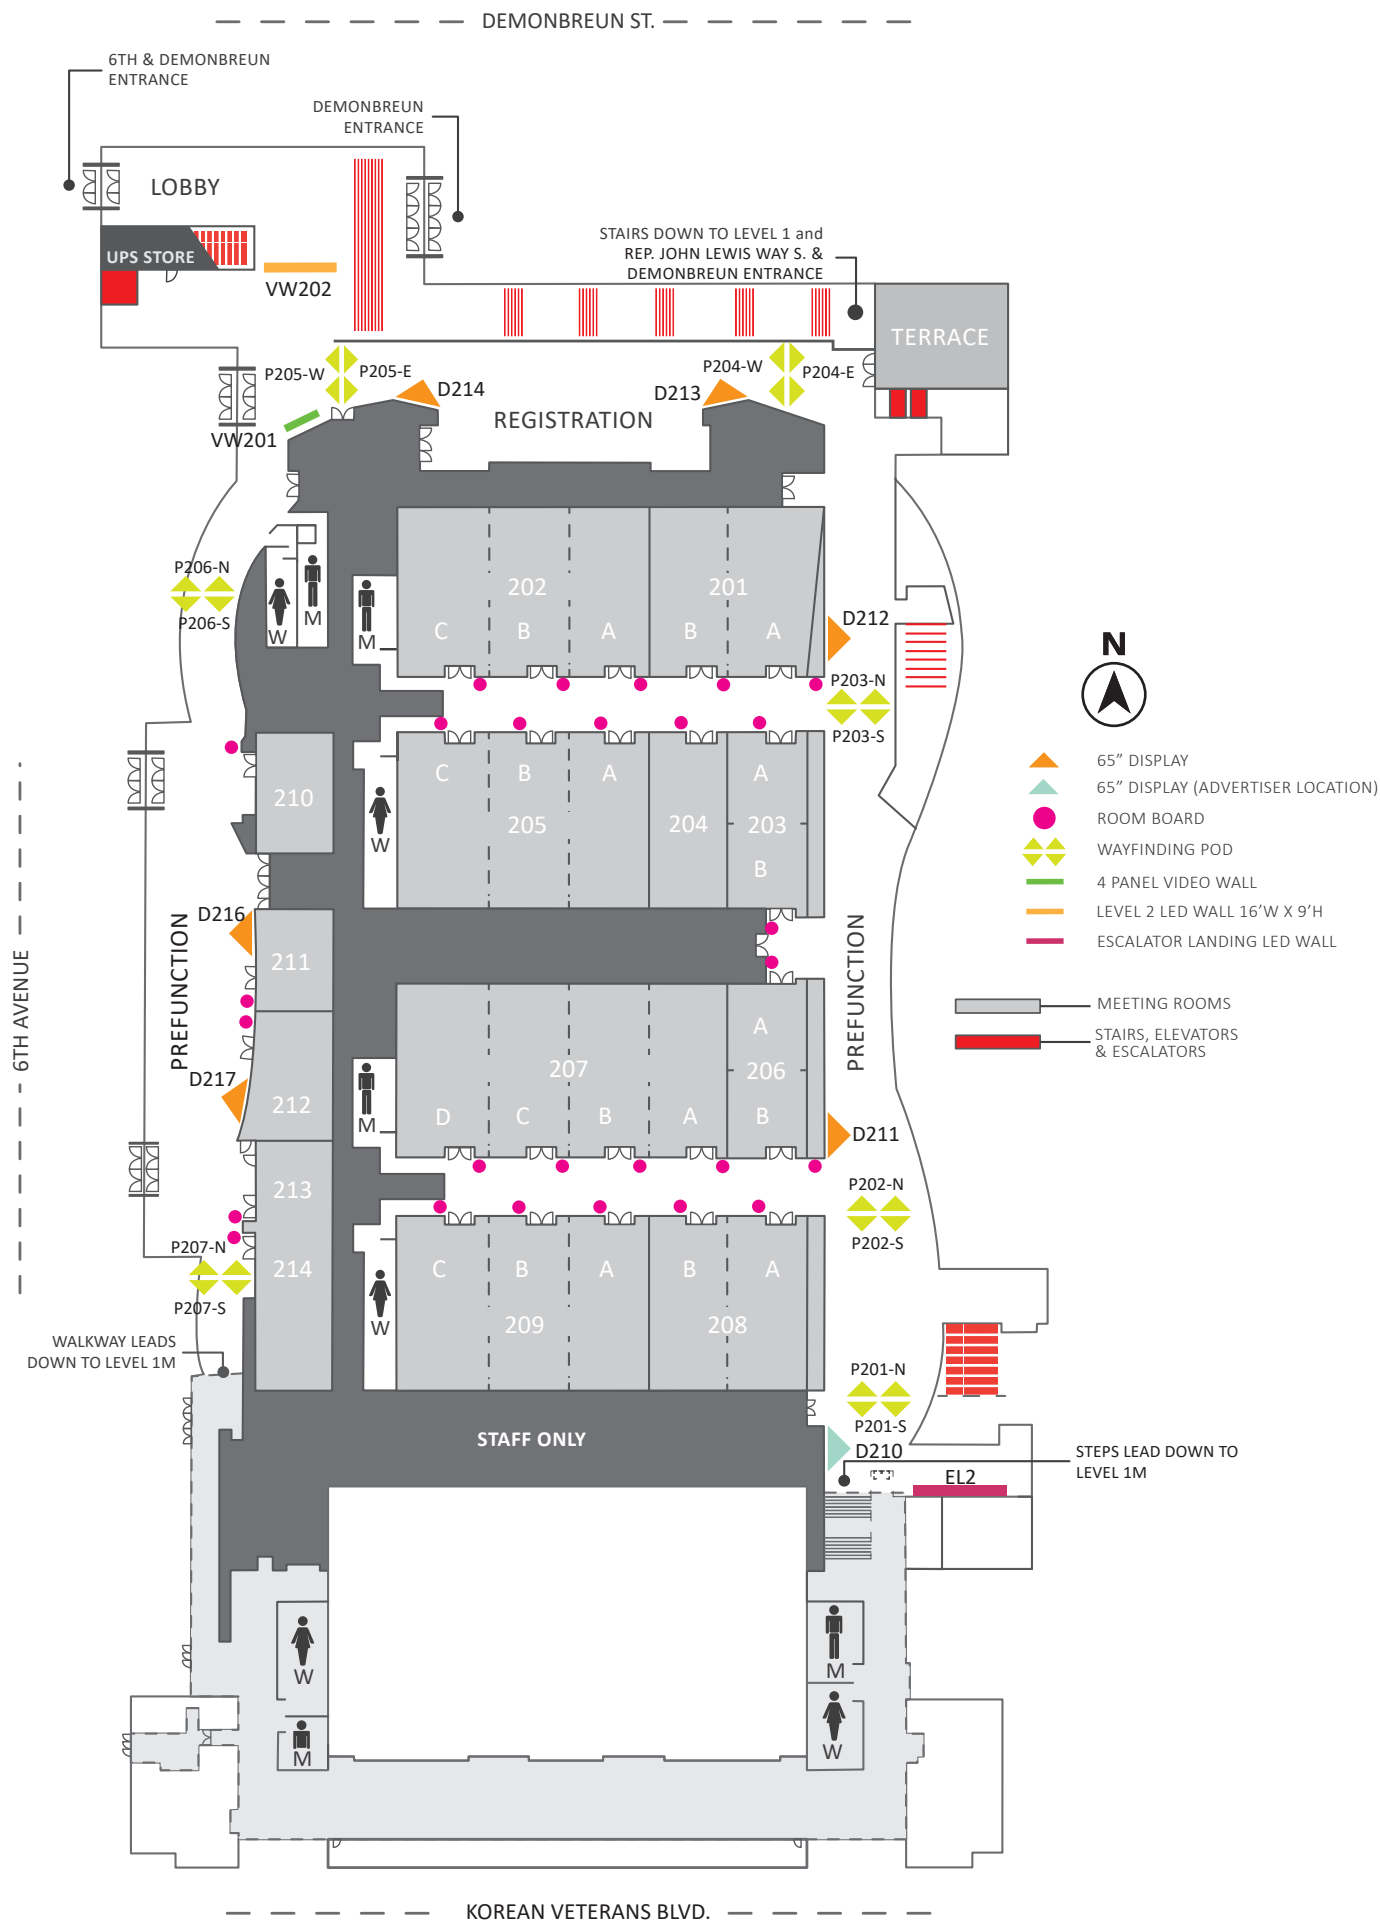 DEMONBREUN ST.
6TH & DEMONBREUN
ENTRANCE
DEMONBREUN
ENTRANCE
LOBBY
STAIRS DOWN TO LEVEL 1 and
REP. JOHN LEWIS WAY S. &
DEMONBREUN ENTRANCE
UPS STORE
VW202
TERRACE
P205-W
P205-E
D214
P204-W
P204-E
D213
REGISTRATION
VW201
P206-N
P206-S
W
M
M
202
201
C
B
A
B
A
D212
P203-N
P203-S
N
C
B
A
A
210
205
204
203
B
W
65” DISPLAY
65” DISPLAY (ADVERTISER LOCATION)
ROOM BOARD
WAYFINDING POD
4 PANEL VIDEO WALL
LEVEL 2 LED WALL 16’W X 9’H
ESCALATOR LANDING LED WALL
MEETING ROOMS
STAIRS, ELEVATORS
& ESCALATORS
6TH AVENUE
PREFUNCTION
PREFUNCTION
D216
211
D217
212
A
207
206
M
D
C
B
A
B
D211
213
P202-N
P202-S
P207-N
P207-S
214
C
B
A
B
A
209
208
W
WALKWAY LEADS
DOWN TO LEVEL 1M
P201-N
P201-S
STAFF ONLY
D210
STEPS LEAD DOWN TO
LEVEL 1M
EL2
W
M
M
W
KOREAN VETERANS BLVD.